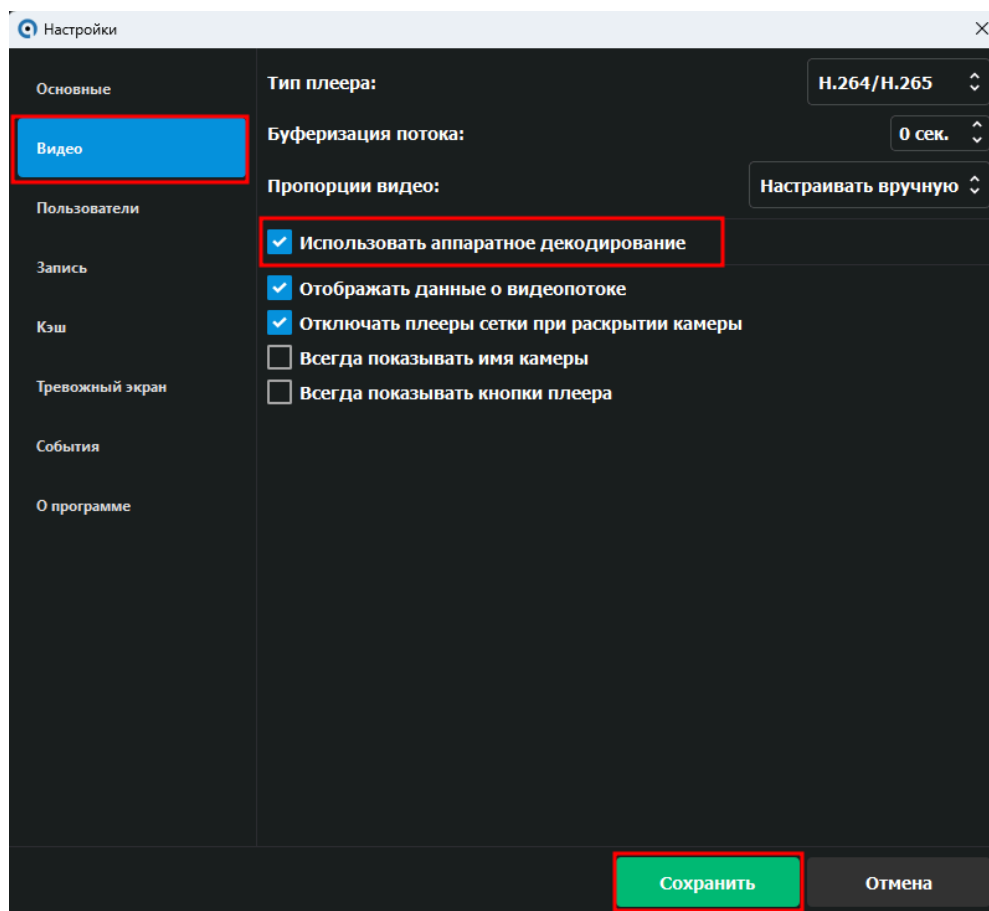 Настройки
Основные
Видео
Пользователи
Запись
Кэш
Тревожный экран
События
О программе
Тип плеера: H.264/H.265
Буферизация потока: 0 сек.
Пропорции видео: Настраивать вручную
Использовать аппаратное декодирование
Отображать данные о видеопотоке
Отключать плееры сетки при раскрытии камеры
Всегда показывать имя камеры
Всегда показывать кнопки плеера
Сохранить Отмена